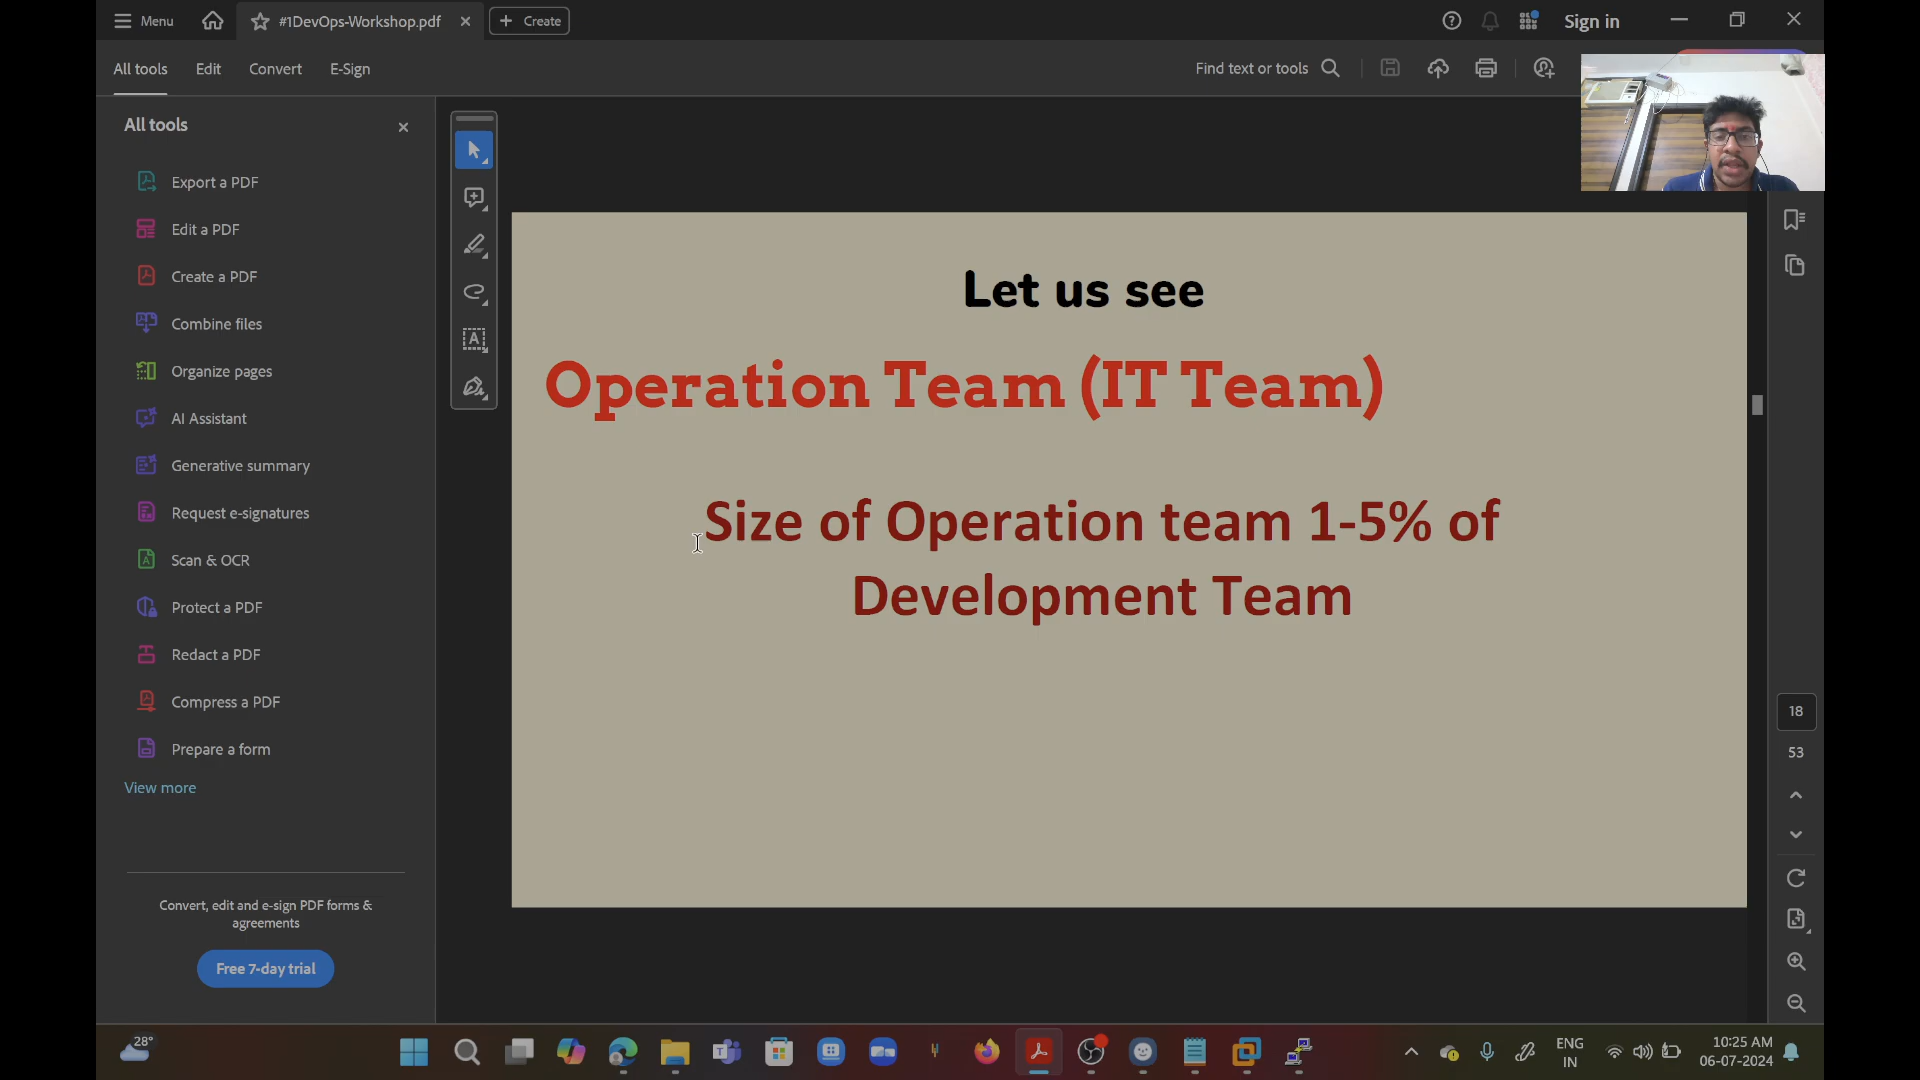 Menu
#1DevOps-Workshop.pdf
Create
Sign in
All tools
Edit
Convert
E-Sign
Find text or tools
All tools
Export a PDF
Edit a PDF
Create a PDF
Combine files
Organize pages
AI Assistant
Generative summary
Request e-signatures
Scan & OCR
Protect a PDF
Redact a PDF
Compress a PDF
Prepare a form
View more
Convert, edit and e-sign PDF forms &
agreements
Free 7-day trial
Let us see
Operation Team (IT Team)
Size of Operation team 1-5% of
Development Team
18
53
28°
ENG
IN
10:25 AM
06-07-2024